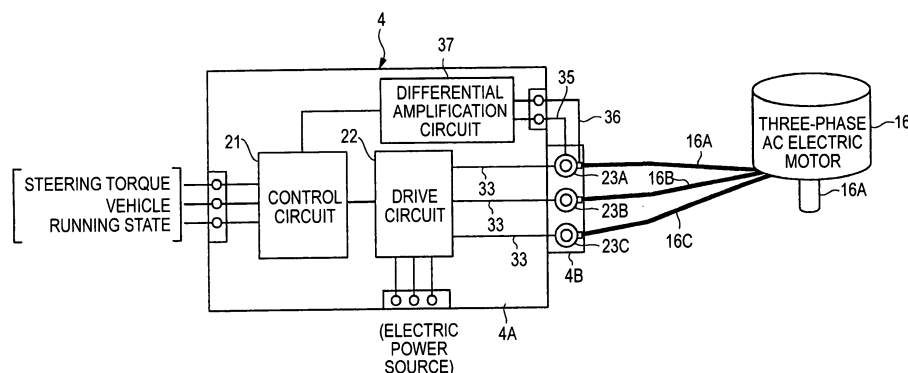 4
37
DIFFERENTIAL
AMPLIFICATION
CIRCUIT
35
36
21
22
STEERING TORQUE
VEHICLE
RUNNING STATE
CONTROL
CIRCUIT
DRIVE
CIRCUIT
33
33
33
23A
23B
23C
16A
16B
16C
THREE-PHASE
AC ELECTRIC
MOTOR
16
16A
4B
4A
(ELECTRIC
POWER
SOURCE)